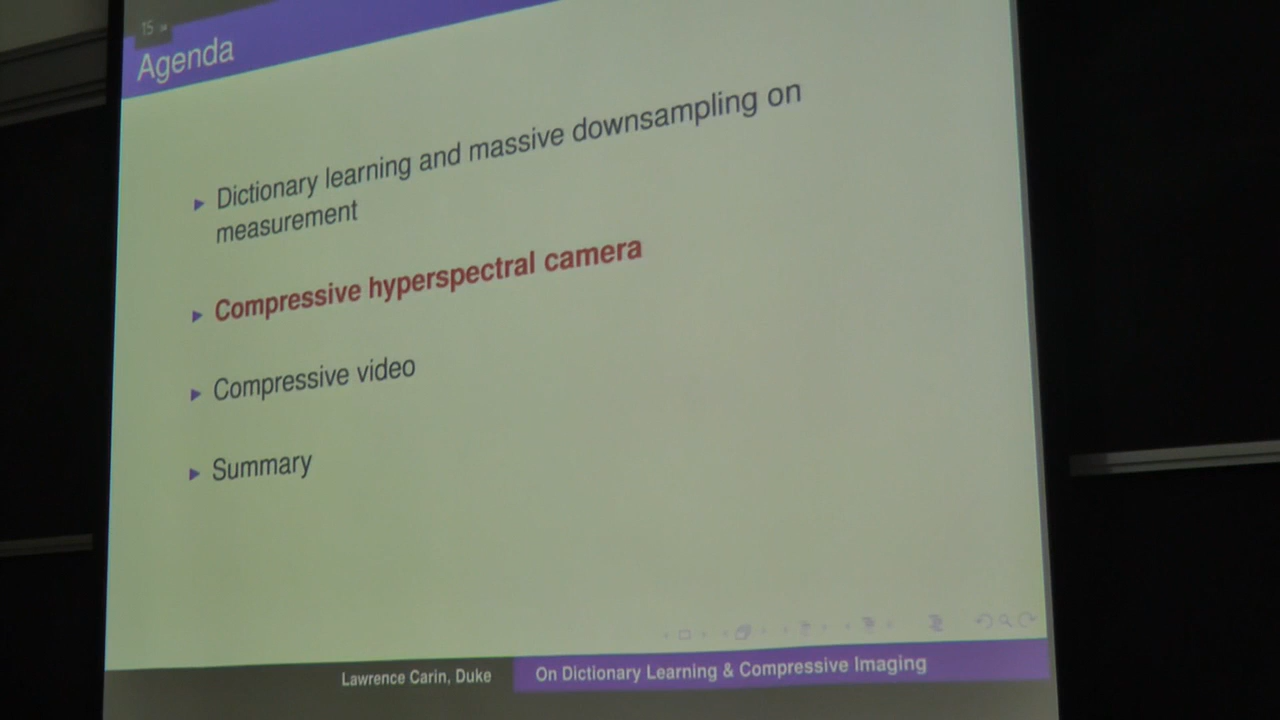 15
Agenda
Dictionary learning and massive downsampling on
measurement
Compressive hyperspectral camera
Compressive video
Summary
Lawrence Carin, Duke
On Dictionary Learning & Compressive Imaging